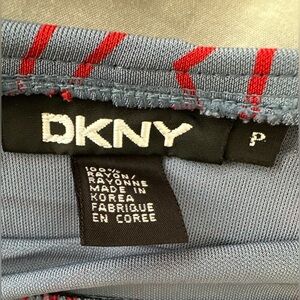 DKNY
P
100%
RAYON/
RAYONNE
MADE IN
KOREA
FABRIQUE
EN COREE